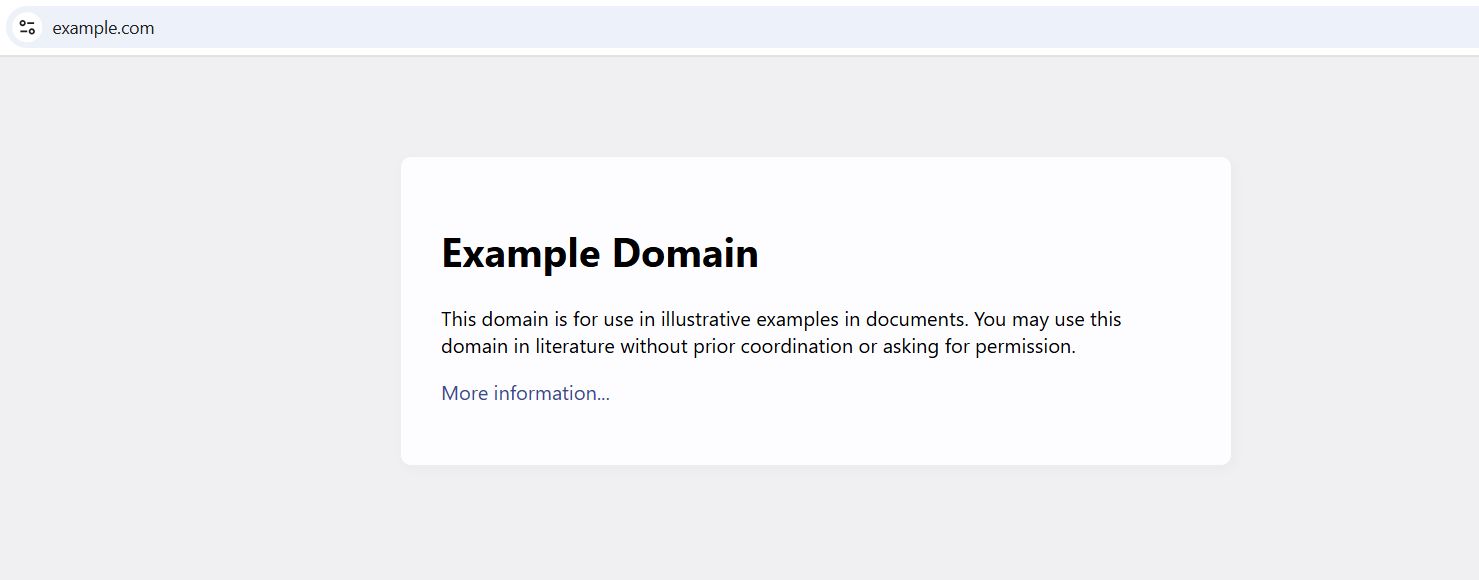 example.com
Example Domain
This domain is for use in illustrative examples in documents. You may use this
domain in literature without prior coordination or asking for permission.
More information...